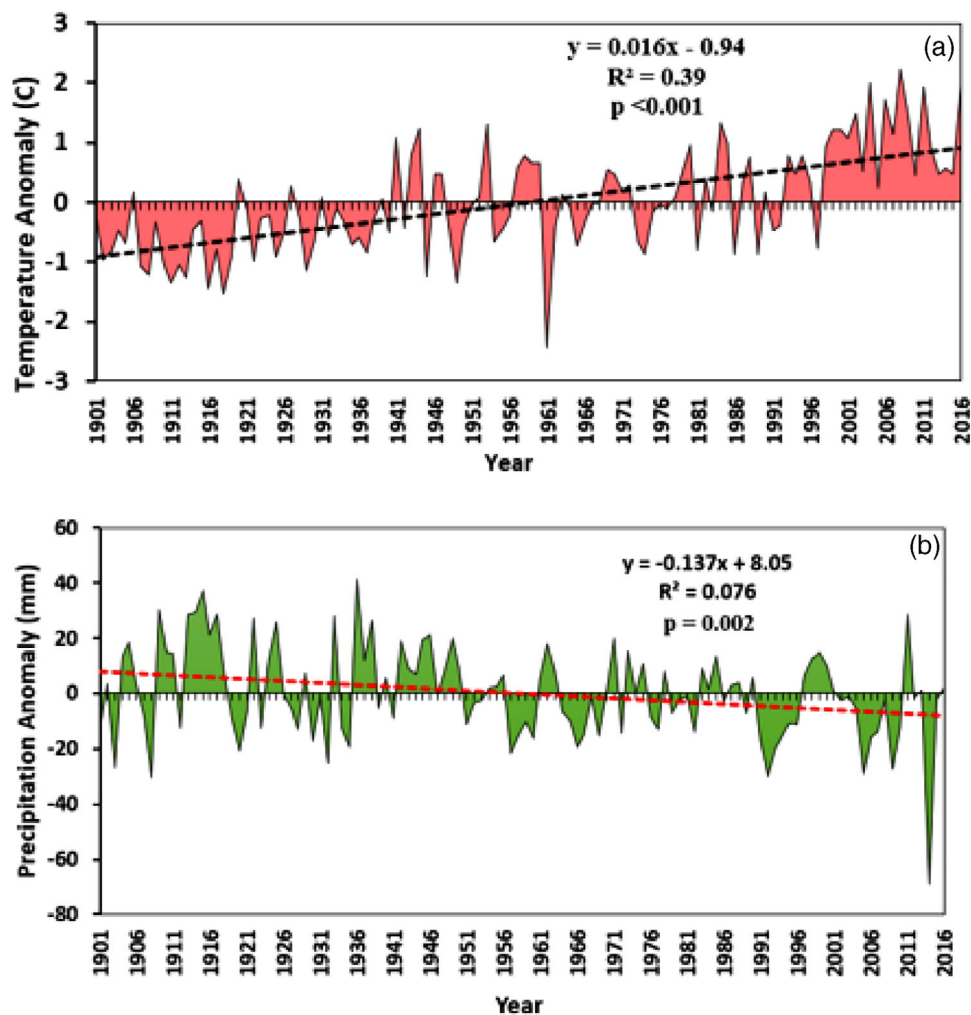 (a)
y = 0.016x - 0.94
R² = 0.39
p <0.001
Temperature Anomaly (C)
3
2
1
0
-1
-2
-3
1901 1906 1911 1916 1921 1926 1931 1936 1941 1946 1951 1956 1961 1966 1971 1976 1981 1986 1991 1996 2001 2006 2011 2016
Year
(b)
y = -0.137x + 8.05
R² = 0.076
p = 0.002
Precipitation Anomaly (mm)
60
40
20
0
-20
-40
-60
-80
1901 1906 1911 1916 1921 1926 1931 1936 1941 1946 1951 1956 1961 1966 1971 1976 1981 1986 1991 1996 2001 2006 2011 2016
Year